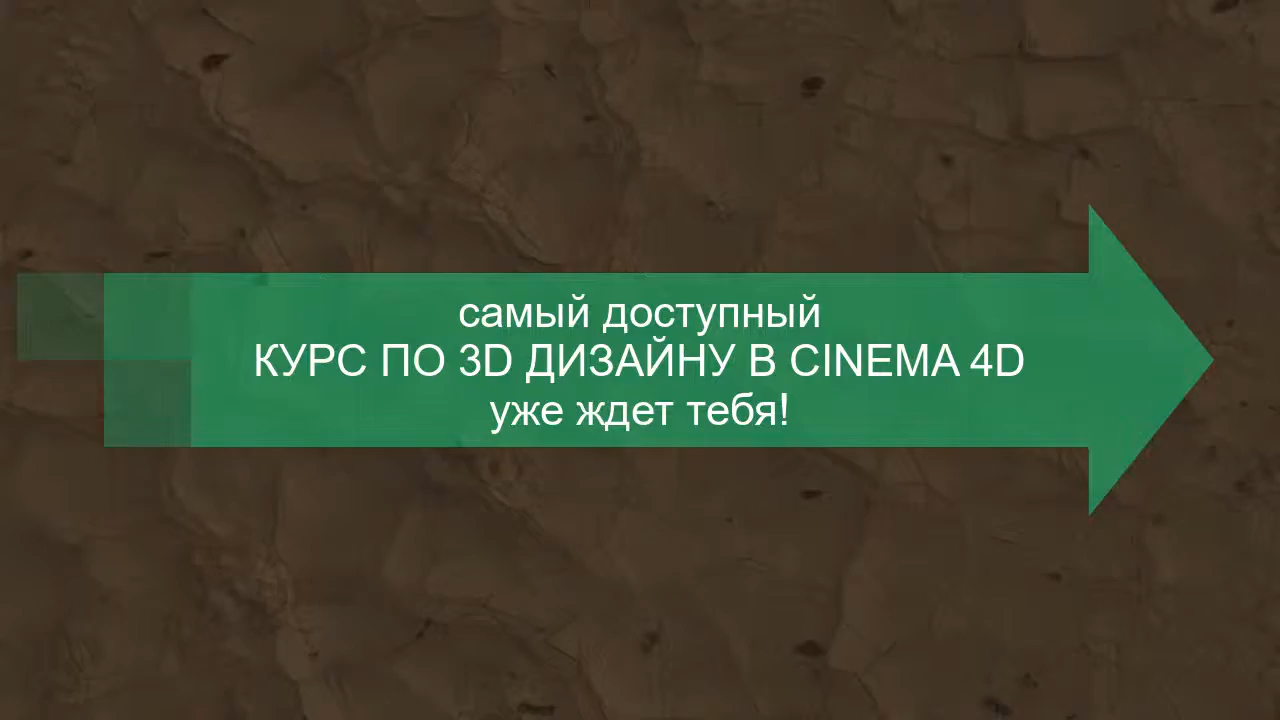 самый доступный
КУРС ПО 3D ДИЗАЙНУ В CINEMA 4D
уже ждет тебя!